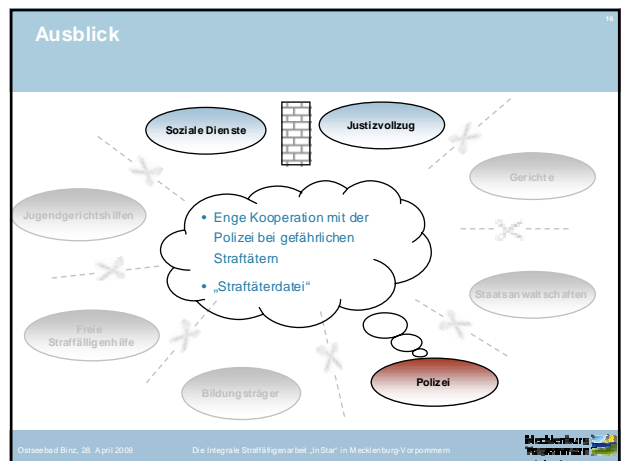 16
Ausblick
Soziale Dienste
Justizvollzug
Gerichte
Jugendgerichtshilfen
• Enge Kooperation mit der
Polizei bei gefährlichen
Straftätern
• „Straftäterdatei“
Staatsanwaltschaften
Freie
Straffälligenhilfe
Polizei
Bildungsträger
Ostseebad Binz, 28. April 2009
Die Integrale Straffälligenarbeit „InStar“ in Mecklenburg-Vorpommern
Mecklenburg
Vorpommern